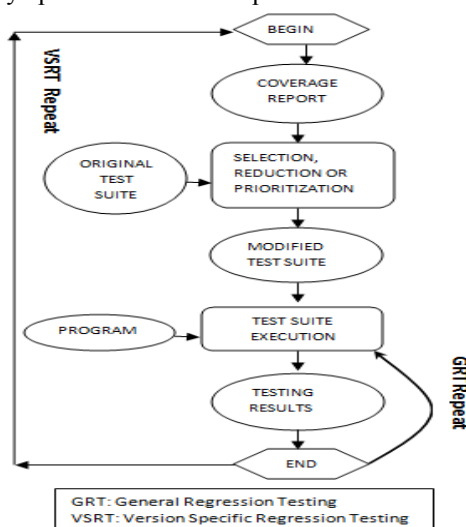 BEGIN
VSRT Repeat
COVERAGE
REPORT
ORIGINAL
TEST
SUITE
SELECTION,
REDUCTION OR
PRIORITIZATION
MODIFIED
TEST SUITE
PROGRAM
TEST SUITE
EXECUTION
GRT Repeat
TESTING
RESULTS
END
GRT: General Regression Testing
VSRT: Version Specific Regression Testing